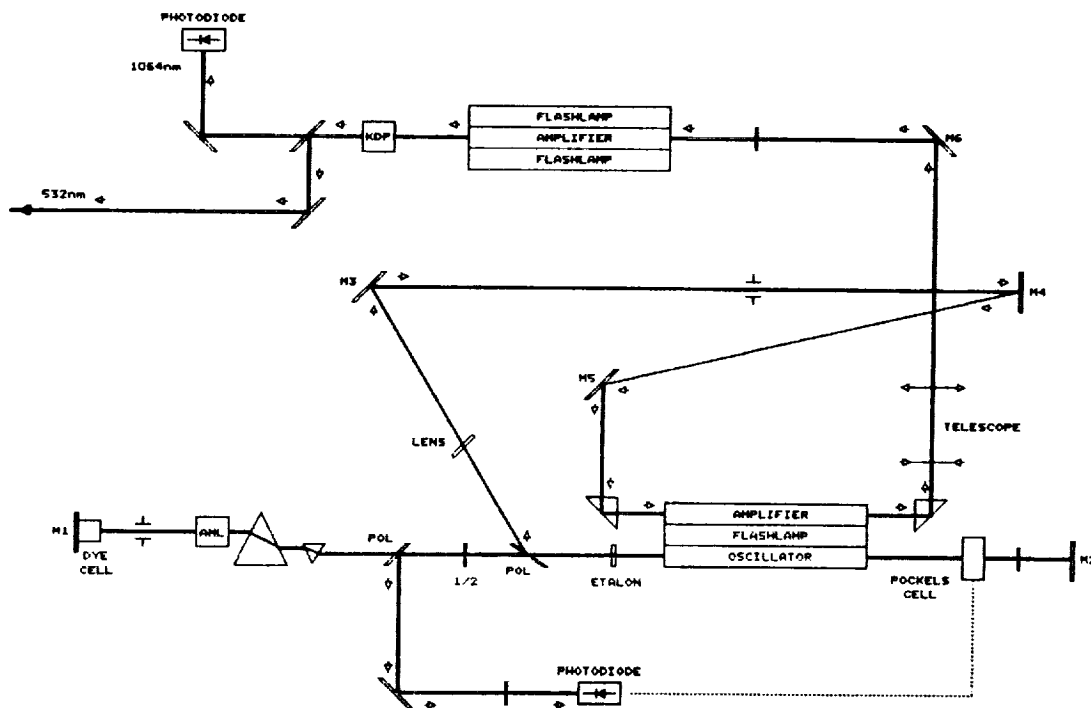 PHOTODIODE
1064nm
FLASHLAMP
KDP
AMPLIFIER
FLASHLAMP
M6
532nm
M3
M4
M5
TELESCOPE
LENS
M1
DYE
CELL
AML
POL
1/2
POL
ETALON
AMPLIFIER
FLASHLAMP
OSCILLATOR
POCKELS
CELL
M2
PHOTODIODE